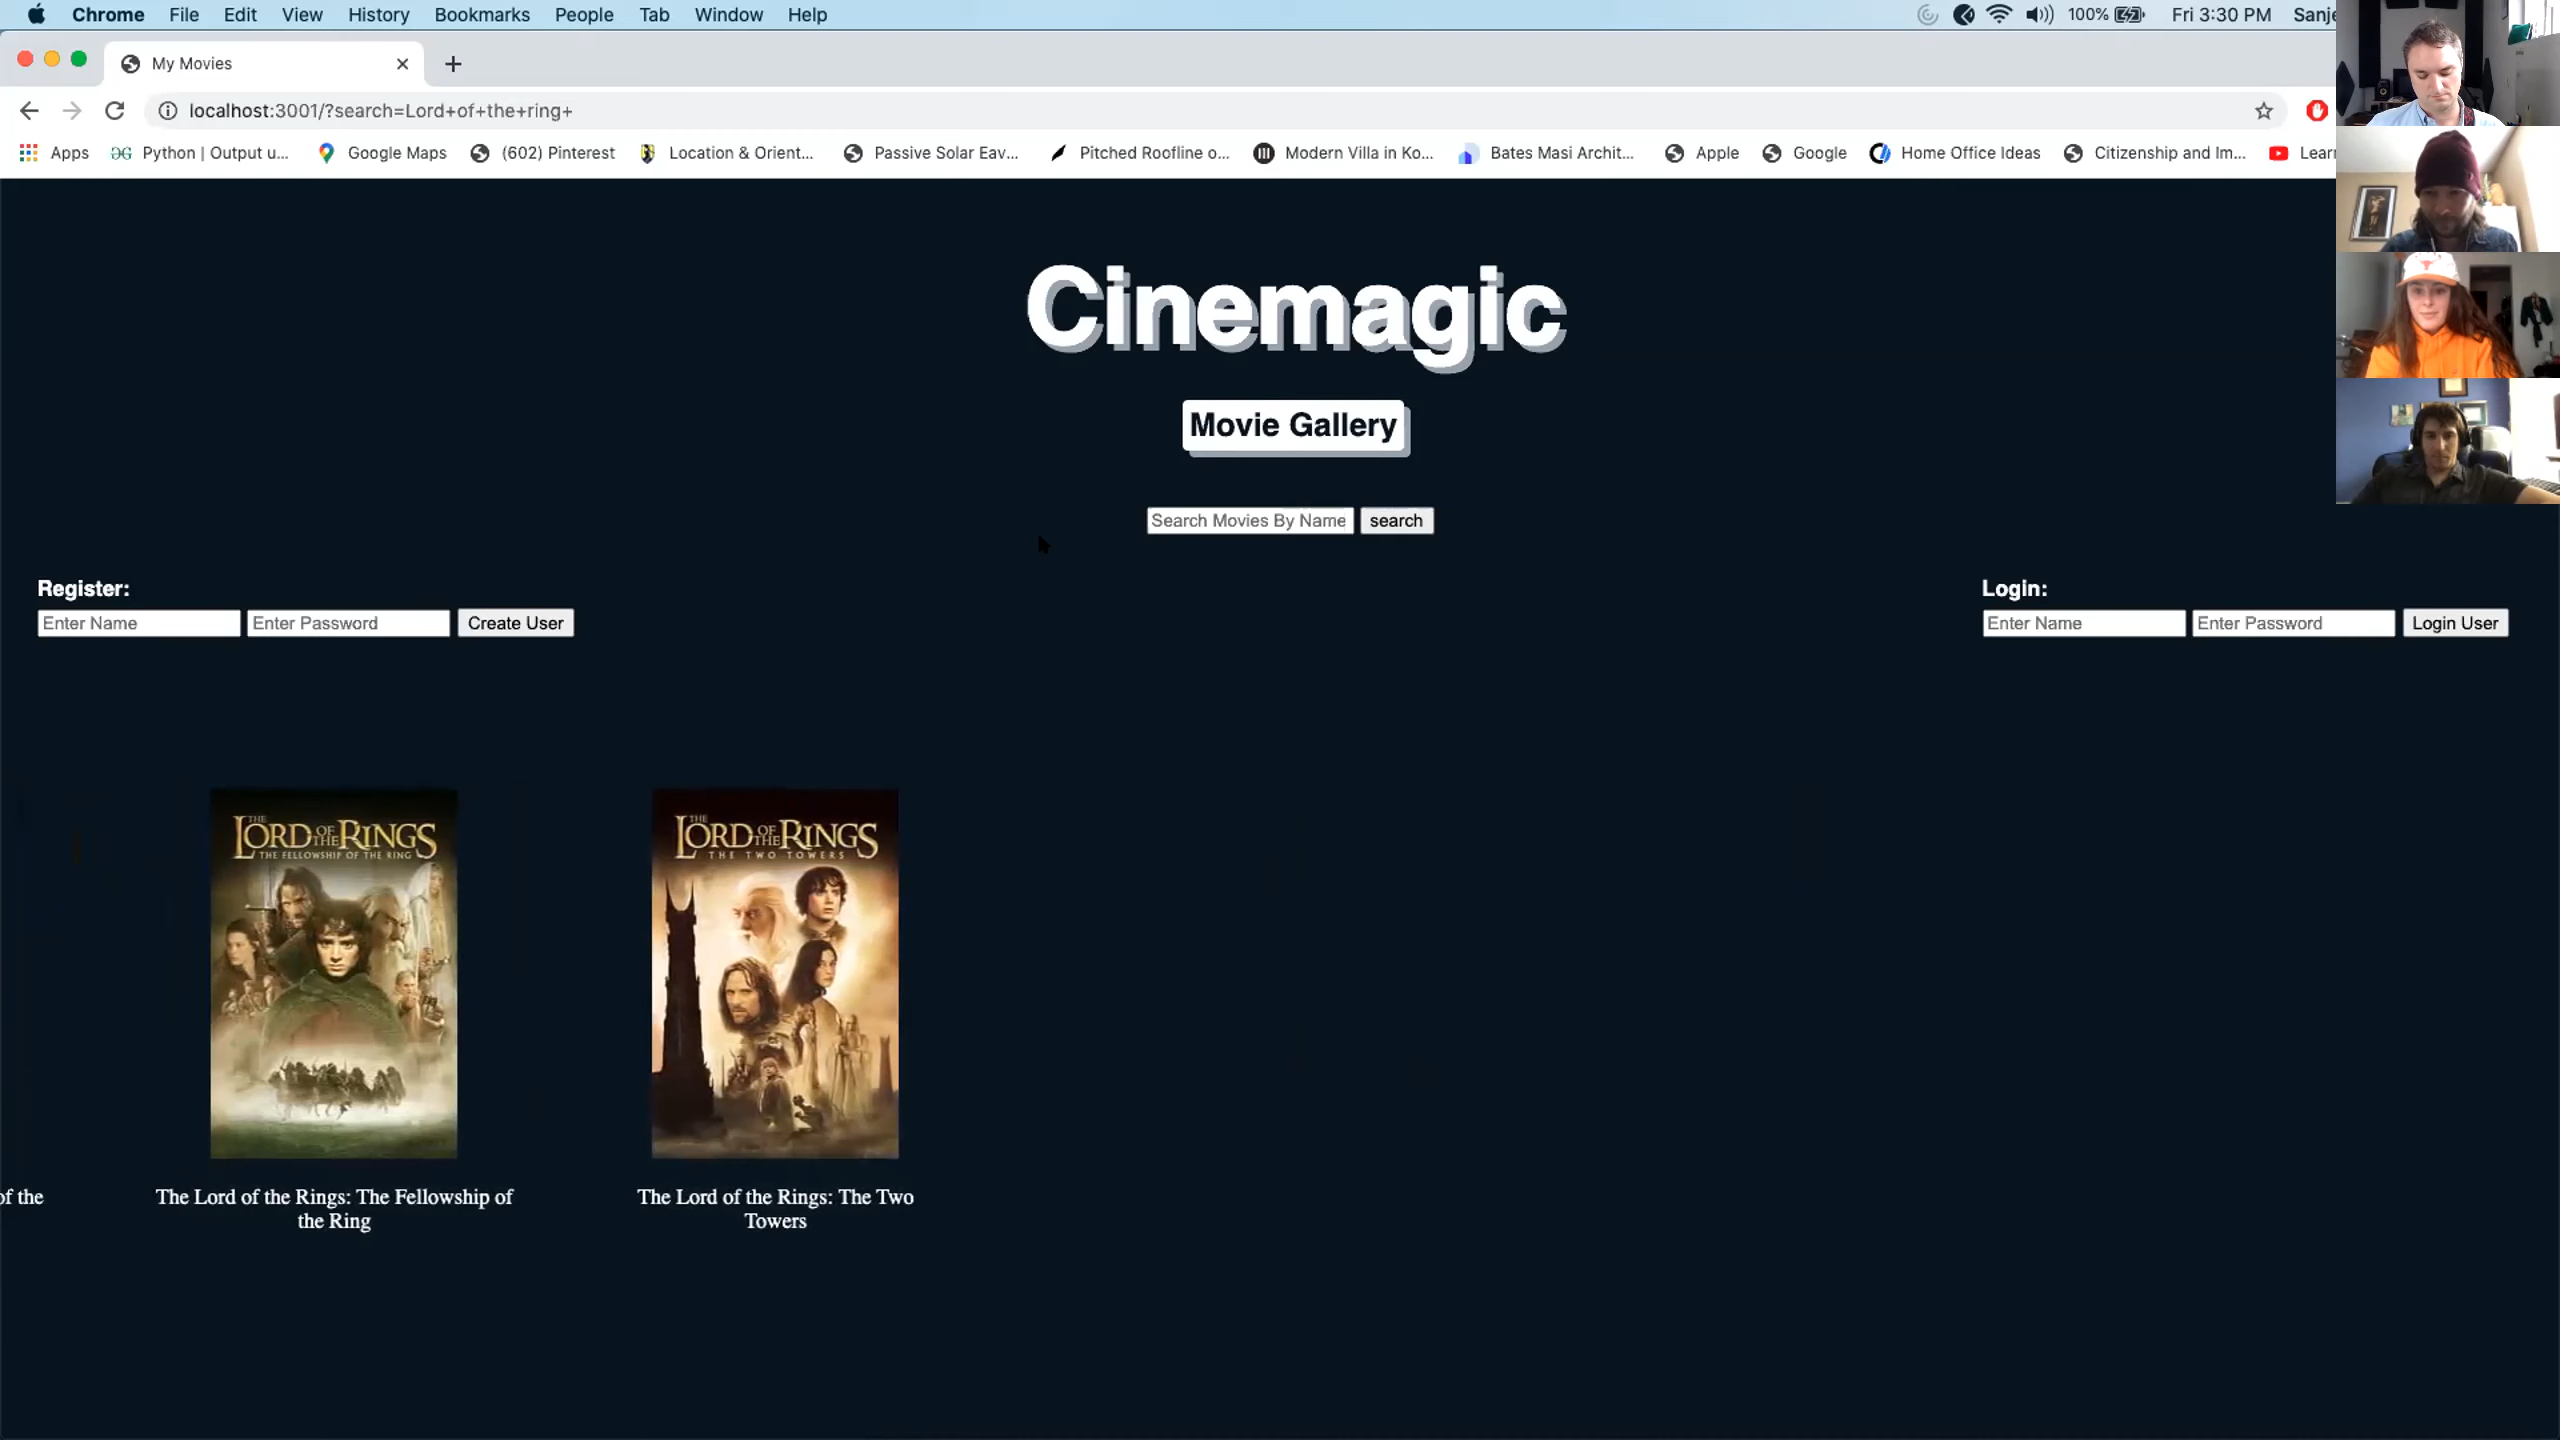 Chrome File Edit View History Bookmarks People Tab Window Help 100% Fri 3:30 PM Sanje
My Movies
localhost:3001/?search=Lord+of+the+ring+
Apps Python | Output u... Google Maps (602) Pinterest Location & Orient... Passive Solar Eav... Pitched Roofline o... Modern Villa in Ko... Bates Masi Archit... Apple Google Home Office Ideas Citizenship and Im... Lear
Cinemagic
Movie Gallery
Search Movies By Name search
Register:
Enter Name Enter Password Create User
Login:
Enter Name Enter Password Login User
THE LORD OF THE RINGS
THE FELLOWSHIP OF THE RING
THE LORD OF THE RINGS
THE TWO TOWERS
of the
The Lord of the Rings: The Fellowship of
the Ring
The Lord of the Rings: The Two
Towers